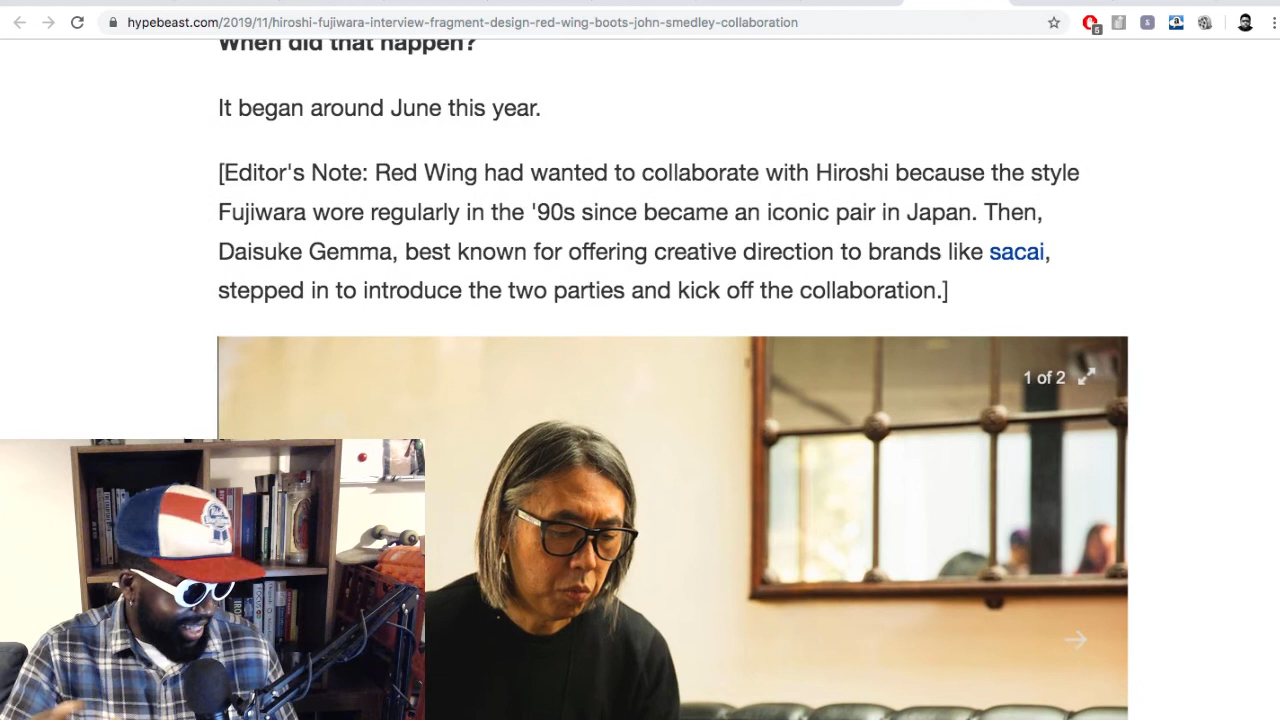 hypebeast.com/2019/11/hiroshi-fujiwara-interview-fragment-design-red-wing-boots-john-smedley-collaboration
5
When did that happen?
It began around June this year.
[Editor's Note: Red Wing had wanted to collaborate with Hiroshi because the style
Fujiwara wore regularly in the '90s since became an iconic pair in Japan. Then,
Daisuke Gemma, best known for offering creative direction to brands like sacai,
stepped in to introduce the two parties and kick off the collaboration.]
1 of 2
FOCUS